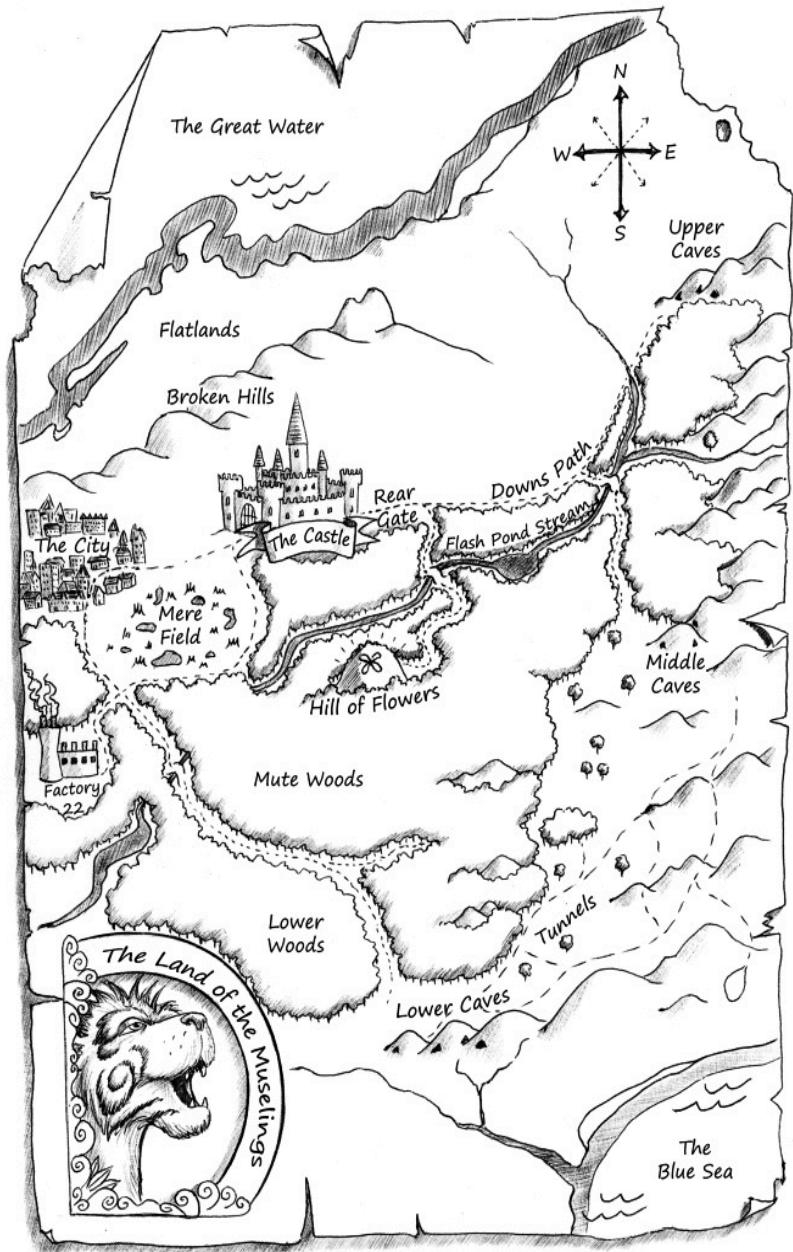 The Great Water
N
W
E
S
Upper
Caves
Flatlands
Broken Hills
Downs Path
Rear
Gate
The Castle
Flash Pond Stream
The City
Mere
Field
Middle
Caves
Hill of Flowers
Factory
22
Mute Woods
Lower
Woods
Tunnels
Lower Caves
The Land of the Muselings
The
Blue Sea